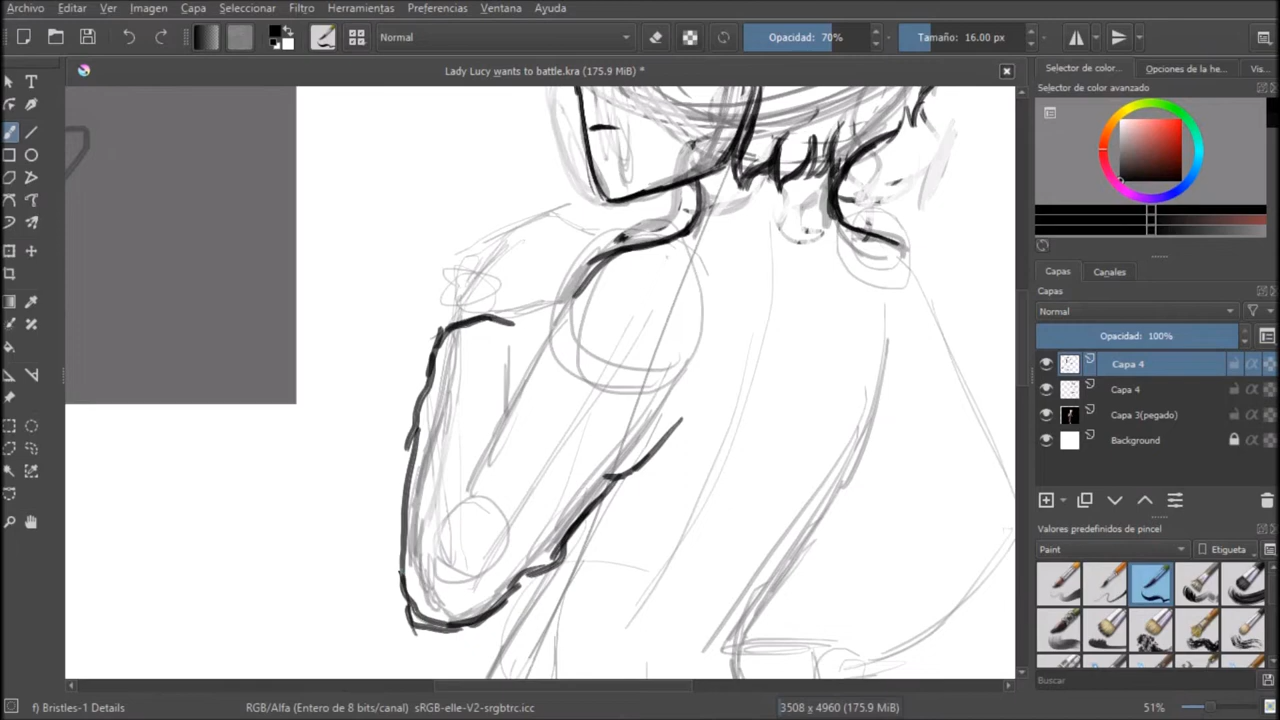 Archivo Editar Ver Imagen Capa Seleccionar Filtro Herramientas Preferencias Ventana Ayuda
Normal Opacidad: 70% Tamaño: 16.00 px
Lady Lucy wants to battle.kra (175.9 MiB) *
Selector de color... Opciones de la he... Vis...
Selector de color avanzado
Capas Canales
Capas
Normal
Opacidad: 100%
Capa 4
Capa 4
Capa 3(pegado)
Background
Valores predefinidos de pincel
Paint Etiqueta
Buscar
f) Bristles-1 Details RGB/Alfa (Entero de 8 bits/canal) sRGB-elle-V2-srgbtrc.icc 3508 x 4960 (175.9 MiB) 51%